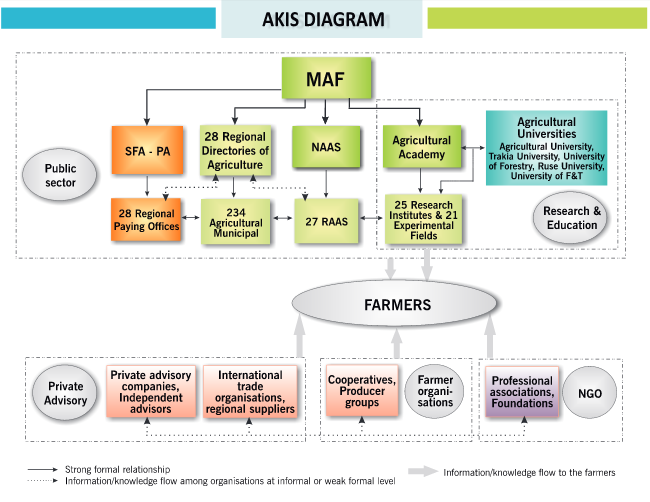 AKIS DIAGRAM
MAF
SFA - PA
28 Regional
Directories of
Agriculture
NAAS
Agricultural
Academy
Agricultural
Universities
Agricultural University,
Trakia University, University
of Forestry, Ruse University,
University of F&T
Public
sector
28 Regional
Paying Offices
234
Agricultural
Municipal
27 RAAS
25 Research
Institutes & 21
Experimental
Fields
Research &
Education
FARMERS
Private
Advisory
Private advisory
companies,
Independent
advisors
International
trade
organisations,
regional suppliers
Cooperatives,
Producer
groups
Farmer
organi-
sations
Professional
associations,
Foundations
NGO
Strong formal relationship
Information/knowledge flow among organisations at informal or weak formal level
Information/knowledge flow to the farmers